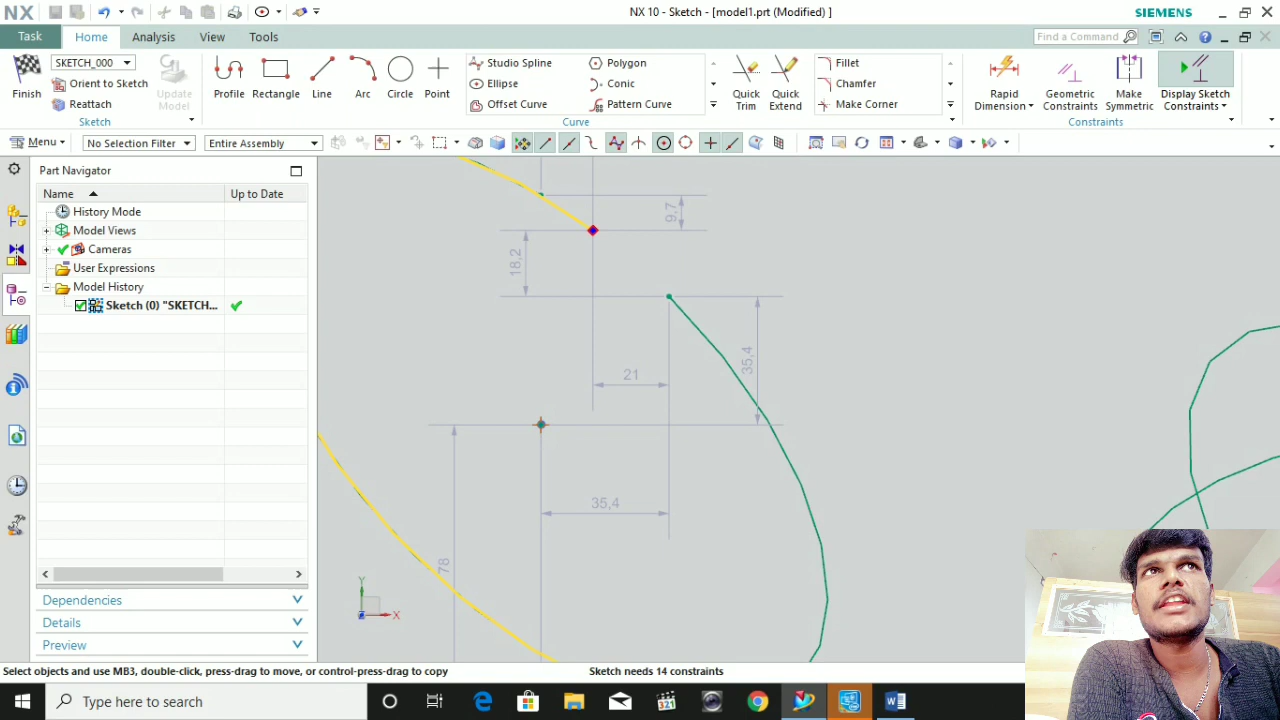 NX
NX 10 - Sketch - [model1.prt (Modified) ]
SIEMENS
Task
Home
Analysis
View
Tools
Find a Command
SKETCH_000
Finish
Orient to Sketch
Reattach
Update Model
Sketch
Profile
Rectangle
Line
Arc
Circle
Point
Studio Spline
Ellipse
Offset Curve
Polygon
Conic
Pattern Curve
Curve
Quick Trim
Quick Extend
Fillet
Chamfer
Make Corner
Rapid Dimension
Geometric Constraints
Make Symmetric
Display Sketch Constraints
Constraints
Menu
No Selection Filter
Entire Assembly
Part Navigator
Name
Up to Date
History Mode
Model Views
Cameras
User Expressions
Model History
Sketch (0) "SKETCH...
Dependencies
Details
Preview
9.7
18,2
35,4
21
35,4
78
Y
X
Select objects and use MB3, double-click, press-drag to move, or control-press-drag to copy
Sketch needs 14 constraints
Type here to search
321